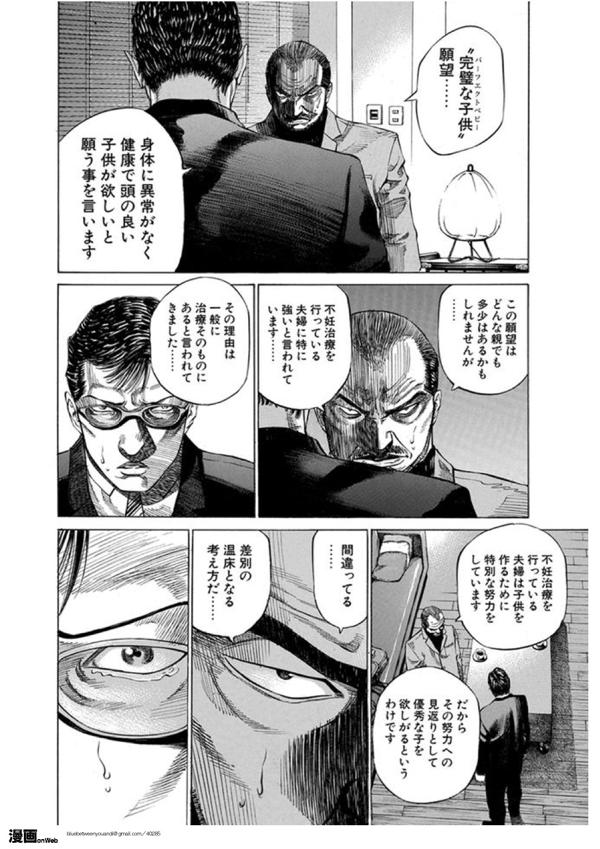 “完璧な子供”
パーフェクトベビー
願望……
身体に異常がなく
健康で頭の良い
子供が欲しいと
願う事を言います
この願望は
どんな親でも
多少はあるかも
しれませんが
……
不妊治療を
行っている
夫婦に特に
強いと言われて
います……
その理由は
一般に
治療そのものに
あると言われて
きました……
不妊治療を
行っている
夫婦は子供を
作るために
特別な努力を
しています
だから
その努力への
見返りとして
優秀な子を
欲しがるという
わけです
間違ってる
……
差別の
温床となる
考え方だ……
漫画 on Web
bluebetweenyouandi@gmail.com／40285